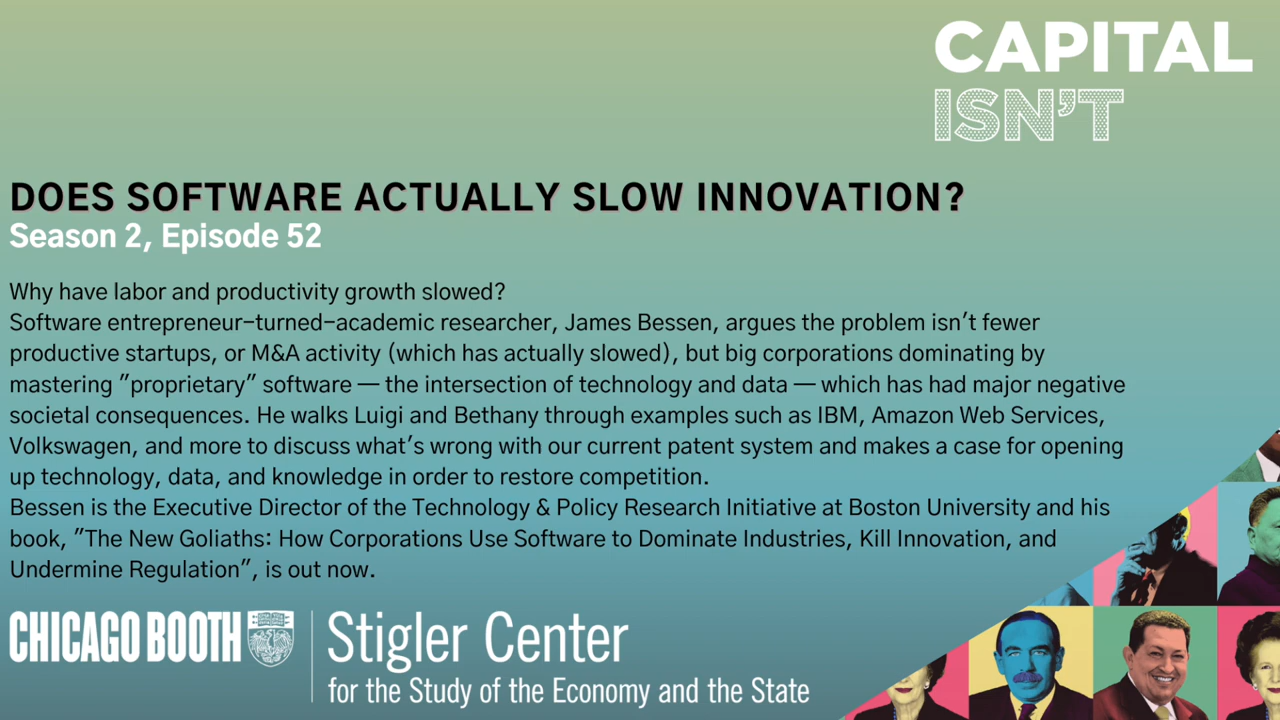 CAPITAL
ISN'T
DOES SOFTWARE ACTUALLY SLOW INNOVATION?
Season 2, Episode 52
Why have labor and productivity growth slowed?
Software entrepreneur-turned-academic researcher, James Bessen, argues the problem isn't fewer
productive startups, or M&A activity (which has actually slowed), but big corporations dominating by
mastering "proprietary" software — the intersection of technology and data — which has had major negative
societal consequences. He walks Luigi and Bethany through examples such as IBM, Amazon Web Services,
Volkswagen, and more to discuss what's wrong with our current patent system and makes a case for opening
up technology, data, and knowledge in order to restore competition.
Bessen is the Executive Director of the Technology & Policy Research Initiative at Boston University and his
book, "The New Goliaths: How Corporations Use Software to Dominate Industries, Kill Innovation, and
Undermine Regulation", is out now.
CHICAGO BOOTH
Stigler Center
for the Study of the Economy and the State